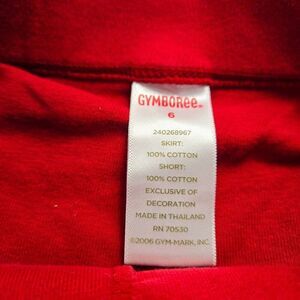 GYMBORee®
6
240268967
SKIRT:
100% COTTON
SHORT:
100% COTTON
EXCLUSIVE OF
DECORATION
MADE IN THAILAND
RN 70530
©2006 GYM-MARK, INC.